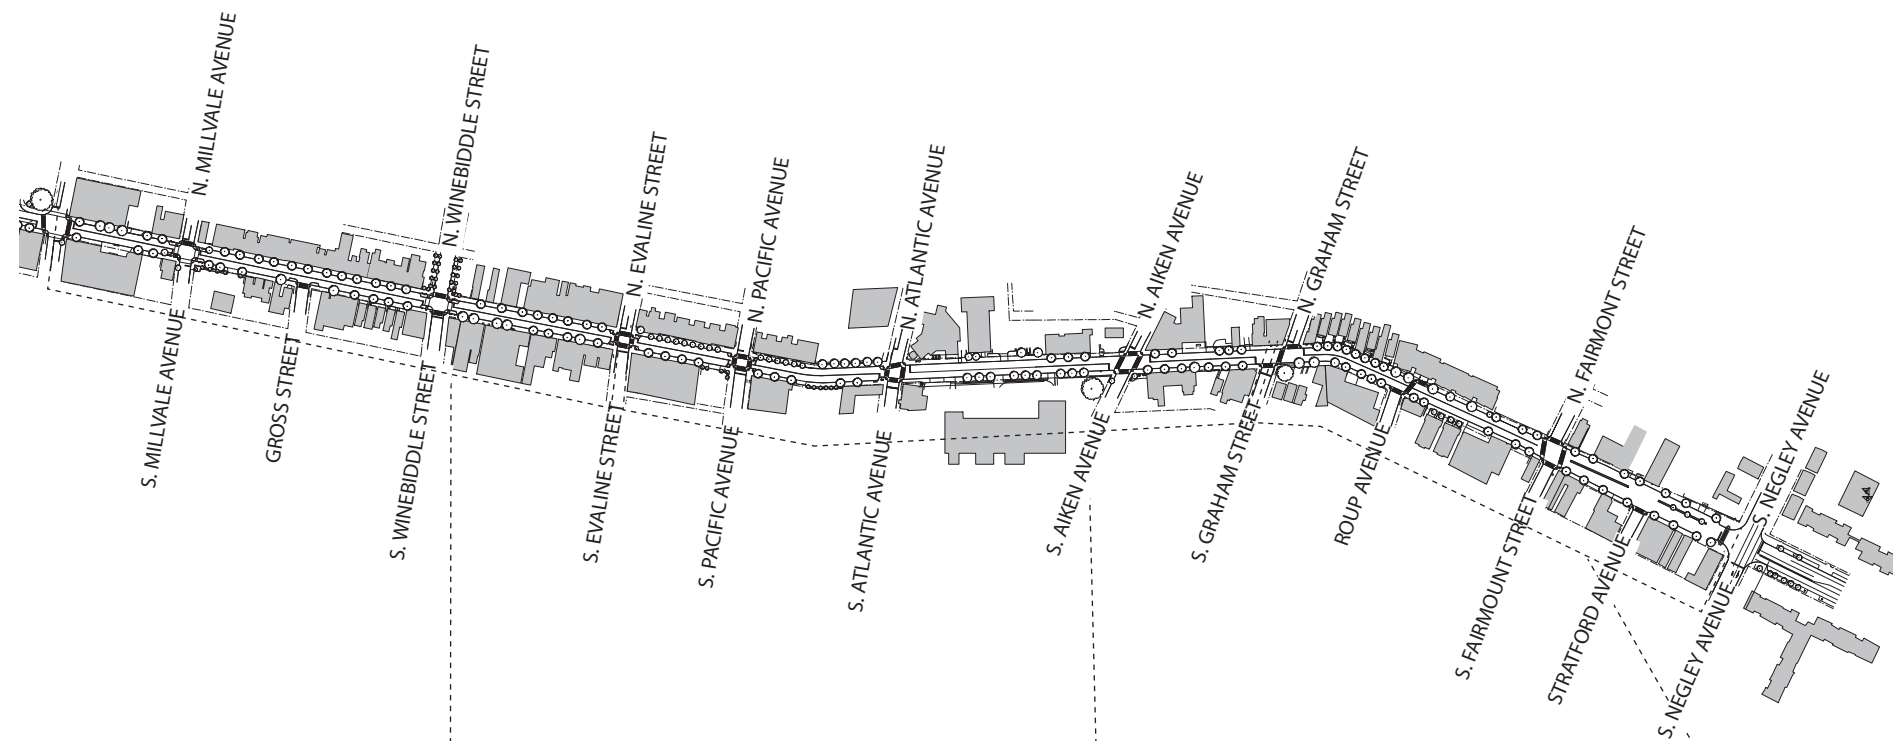 N. MILLVALE AVENUE
N. WINEBIDDLE STREET
N. EVALINE STREET
N. PACIFIC AVENUE
N. ATLANTIC AVENUE
N. AIKEN AVENUE
N. GRAHAM STREET
N. FAIRMONT STREET
S. NEGLEY AVENUE
S. MILLVALE AVENUE
GROSS STREET
S. WINEBIDDLE STREET
S. EVALINE STREET
S. PACIFIC AVENUE
S. ATLANTIC AVENUE
S. AIKEN AVENUE
S. GRAHAM STREET
ROUP AVENUE
S. FAIRMOUNT STREET
STRATFORD AVENUE
S. NEGLEY AVENUE